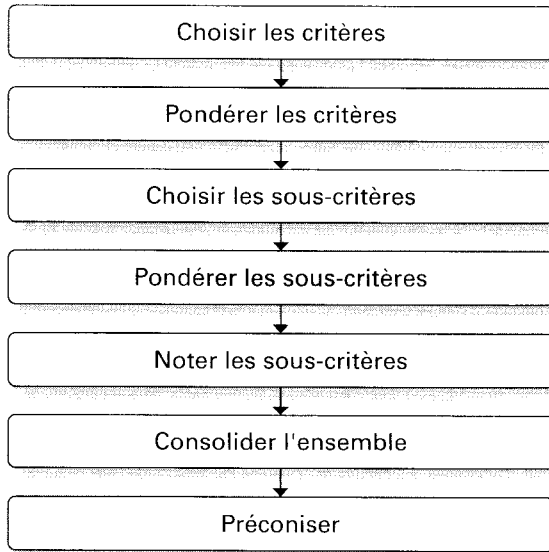 Choisir les critères
Pondérer les critères
Choisir les sous-critères
Pondérer les sous-critères
Noter les sous-critères
Consolider l'ensemble
Préconiser